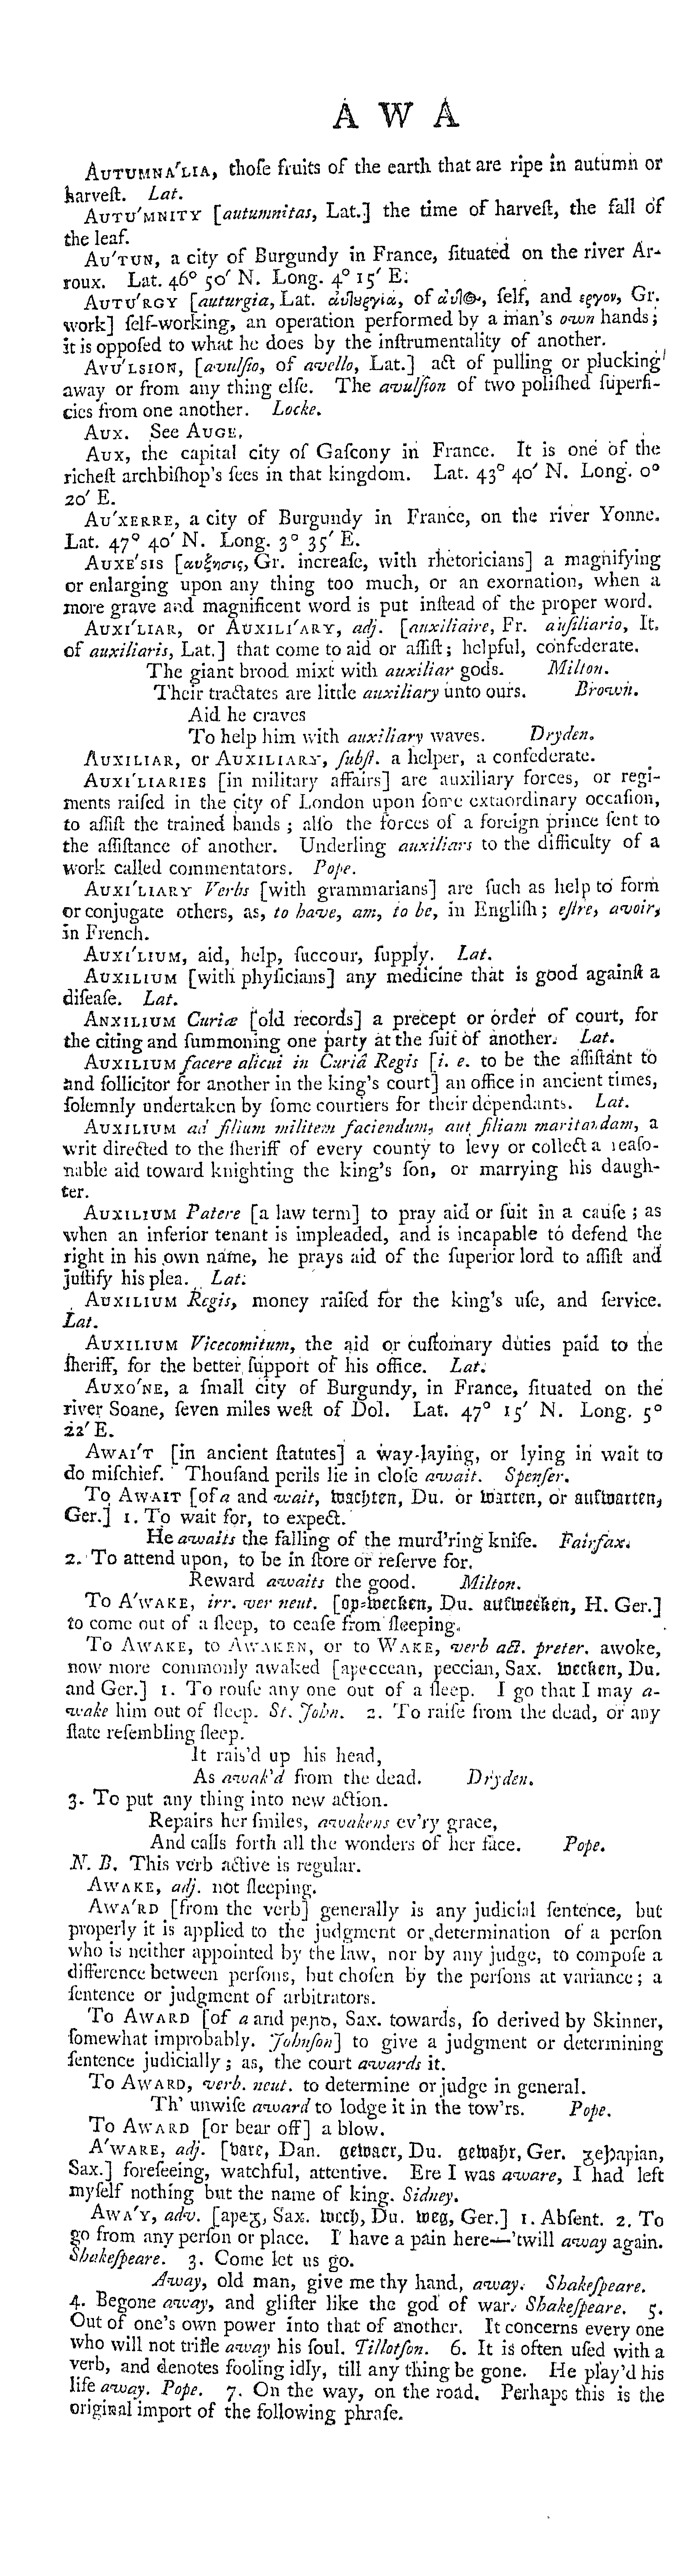 A W A
AUTUMNA′LIA, thoſe fruits of the earth that are ripe in autumn or
harveſt. Lat.
AUTU′MNITY [autumnitas, Lat.] the time of harveſt, the fall of
the leaf.
AU′TUN, a city of Burgundy in France, ſituated on the river Ar-
roux. Lat. 46° 50′ N. Long. 4° 15′ E.
AUTU′RGY [auturgia, Lat. of ſelf, and εργον, Gr.
work] ſelf-working, an operation performed by a man's own hands;
it is oppoſed to what he does by the inſtrumentality of another.
AVU′LSION, [avulſio, of avello, Lat.] act of pulling or plucking
away or from any thing elſe. The avulſion of two poliſhed ſuperfi-
cies from one another. Locke.
AUX. See AUGE.
AUX, the capital city of Gaſcony in France. It is one of the
richeſt archbiſhop's ſees in that kingdom. Lat. 43° 40′ N. Long. 0°
20′ E.
AU′XERRE, a city of Burgundy in France, on the river Yonne.
Lat. 47° 40′ N. Long. 3° 35′ E.
AUXE′SIS [αυξησις, Gr. increaſe, with rhetoricians] a magnifying
or enlarging upon any thing too much, or an exornation, when a
more grave and magnificent word is put inſtead of the proper word.
AUXI′LIAR, or AUXILI′ARY, adj. [auxiliaire, Fr. auſiliario, It.
of auxiliaris, Lat.] that come to aid or aſſiſt; helpful, confederate.
The giant brood mixt with auxiliar gods. Milton.
Their tractates are little auxiliary unto ours. Brown.
Aid he craves
To help him with auxiliary waves. Dryden.
AUXILIAR, or AUXILIARY, ſubſt. a helper, a confederate.
AUXI′LIARIES [in military affairs] are auxiliary forces, or regi-
ments raiſed in the city of London upon ſome extaordinary occaſion,
to aſſiſt the trained bands; alſo the forces of a foreign prince ſent to
the aſſiſtance of another. Underling auxiliars to the difficulty of a
work called commentators. Pope.
AUXI′LIARY Verbs [with grammarians] are ſuch as help to form
or conjugate others, as, to have, am, to be, in Engliſh; eſtre, avoir,
in French.
AUXI′LIUM, aid, help, ſuccour, ſupply. Lat.
AUXILIUM [with phyſicians] any medicine that is good againſt a
diſeaſe. Lat.
ANXILIUM Curiæ [old records] a precept or order of court, for
the citing and ſummoning one party at the ſuit of another. Lat.
AUXILIUM facere alicui in Curiâ Regis [i. e. to be the aſſiſtant to
and ſollicitor for another in the king's court] an office in ancient times,
ſolemnly undertaken by ſome courtiers for their dependants. Lat.
AUXILIUM ad filium militem faciendum, aut filiam maritandam, a
writ directed to the ſheriff of every county to levy or collect a reaſo-
nable aid toward knighting the king's ſon, or marrying his daugh-
ter.
AUXILIUM Patere [a law term] to pray aid or ſuit in a cauſe; as
when an inferior tenant is impleaded, and is incapable to defend the
right in his own name, he prays aid of the ſuperior lord to aſſiſt and
juſtify his plea. Lat.
AUXILIUM Regis, money raiſed for the king's uſe, and ſervice.
Lat.
AUXILIUM Vicecomitum, the aid or cuſtomary duties paid to the
ſheriff, for the better ſupport of his office. Lat.
AUXO′NE, a ſmall city of Burgundy, in France, ſituated on the
river Soane, ſeven miles weſt of Dol. Lat. 47° 15′ N. Long. 5°
22′ E.
AWAI′T [in ancient ſtatutes] a way-laying, or lying in wait to
do miſchief. Thouſand perils lie in cloſe await. Spenſer.
To AWAIT [of a and wait, wachten, Du. or warten, or aufwarten,
Ger.] 1. To wait for, to expect.
He awaits the falling of the murd'ring knife. Fairfax.
2. To attend upon, to be in ſtore or reſerve for.
Reward awaits the good. Milton.
To A′WAKE, irr. ver neut. [op-wecken, Du. aufwecken, H. Ger.]
to come out of a ſleep, to ceaſe from ſleeping.
To AWAKE, to AWAKEN, or to WAKE, verb act. preter. awoke,
now more commonly awaked [aƿeccean, ƿeccian, Sax. wecken, Du.
and Ger.] 1. To rouſe any one out of a ſleep. I go that I may a-
wake him out of ſleep. St. John. 2. To raiſe from the dead, or any
ſtate reſembling ſleep.
It rais'd up his head,
As awak'd from the dead. Dryden.
3. To put any thing into new action.
Repairs her ſmiles, awakens ev'ry grace,
And calls forth all the wonders of her face. Pope.
N. B. This verb active is regular.
AWAKE, adj. not ſleeping.
AWA′RD [from the verb] generally is any judicial ſentence, but
properly it is applied to the judgment or determination of a perſon
who is neither appointed by the law, nor by any judge, to compoſe a
difference between perſons, but choſen by the perſons at variance; a
ſentence or judgment of arbitrators.
To AWARD [of a and ƿeꞃꝺ, Sax. towards, ſo derived by Skinner,
ſomewhat improbably. Johnſon] to give a judgment or determining
ſentence judicially; as, the court awards it.
To AWARD, verb. neut. to determine or judge in general.
Th' unwiſe award to lodge it in the tow'rs. Pope.
To AWARD [or bear off] a blow.
A′WARE, adj. [vare, Dan. gewaer, Du. gewahr, Ger. ᵹeƿaꞃian,
Sax.] foreſeeing, watchful, attentive. Ere I was aware, I had left
myſelf nothing but the name of king. Sidney.
AWA′Y, adv. [aƿeᵹ, Sax. wech, Du. weg, Ger.] 1. Abſent. 2. To
go from any perſon or place. I have a pain here—'twill away again.
Shakeſpeare. 3. Come let us go.
Away, old man, give me thy hand, away. Shakeſpeare.
4. Begone away, and gliſter like the god of war. Shakeſpeare. 5.
Out of one's own power into that of another. It concerns every one
who will not trifle away his ſoul. Tillotſon. 6. It is often uſed with a
verb, and denotes fooling idly, till any thing be gone. He play'd his
life away. Pope. 7. On the way, on the road. Perhaps this is the
original import of the following phraſe.